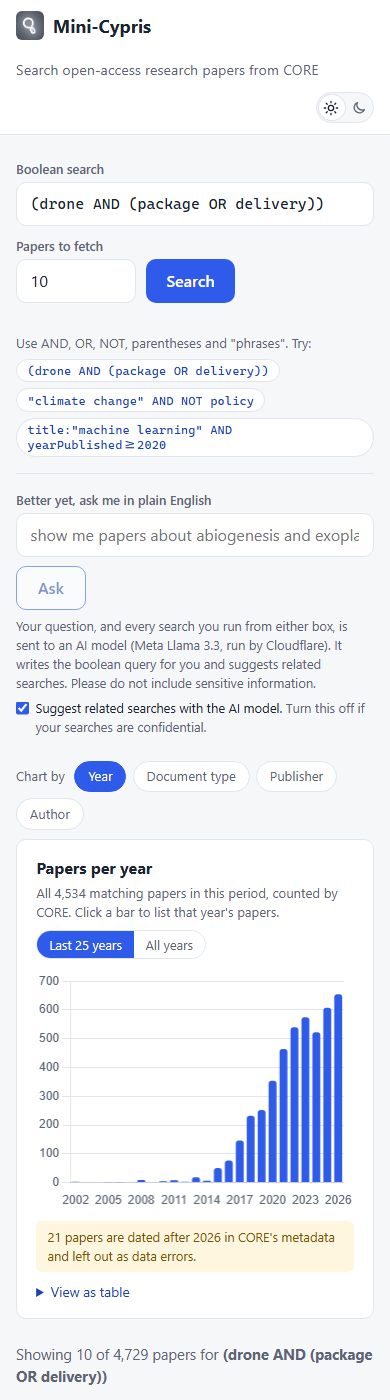 Mini-Cypris
Search open-access research papers from CORE
Boolean search
(drone AND (package OR delivery))
Papers to fetch
10
Search
Use AND, OR, NOT, parentheses and "phrases". Try:
(drone AND (package OR delivery))
"climate change" AND NOT policy
title:"machine learning" AND
yearPublished≥2020
Better yet, ask me in plain English
show me papers about abiogenesis and exopla
Ask
Your question, and every search you run from either box, is
sent to an AI model (Meta Llama 3.3, run by Cloudflare). It
writes the boolean query for you and suggests related
searches. Please do not include sensitive information.
Suggest related searches with the AI model. Turn this off if
your searches are confidential.
Chart by Year Document type Publisher
Author
Papers per year
All 4,534 matching papers in this period, counted by
CORE. Click a bar to list that year's papers.
Last 25 years All years
700
600
500
400
300
200
100
0
2002 2005 2008 2011 2014 2017 2020 2023 2026
21 papers are dated after 2026 in CORE's metadata
and left out as data errors.
View as table
Showing 10 of 4,729 papers for (drone AND (package
OR delivery))